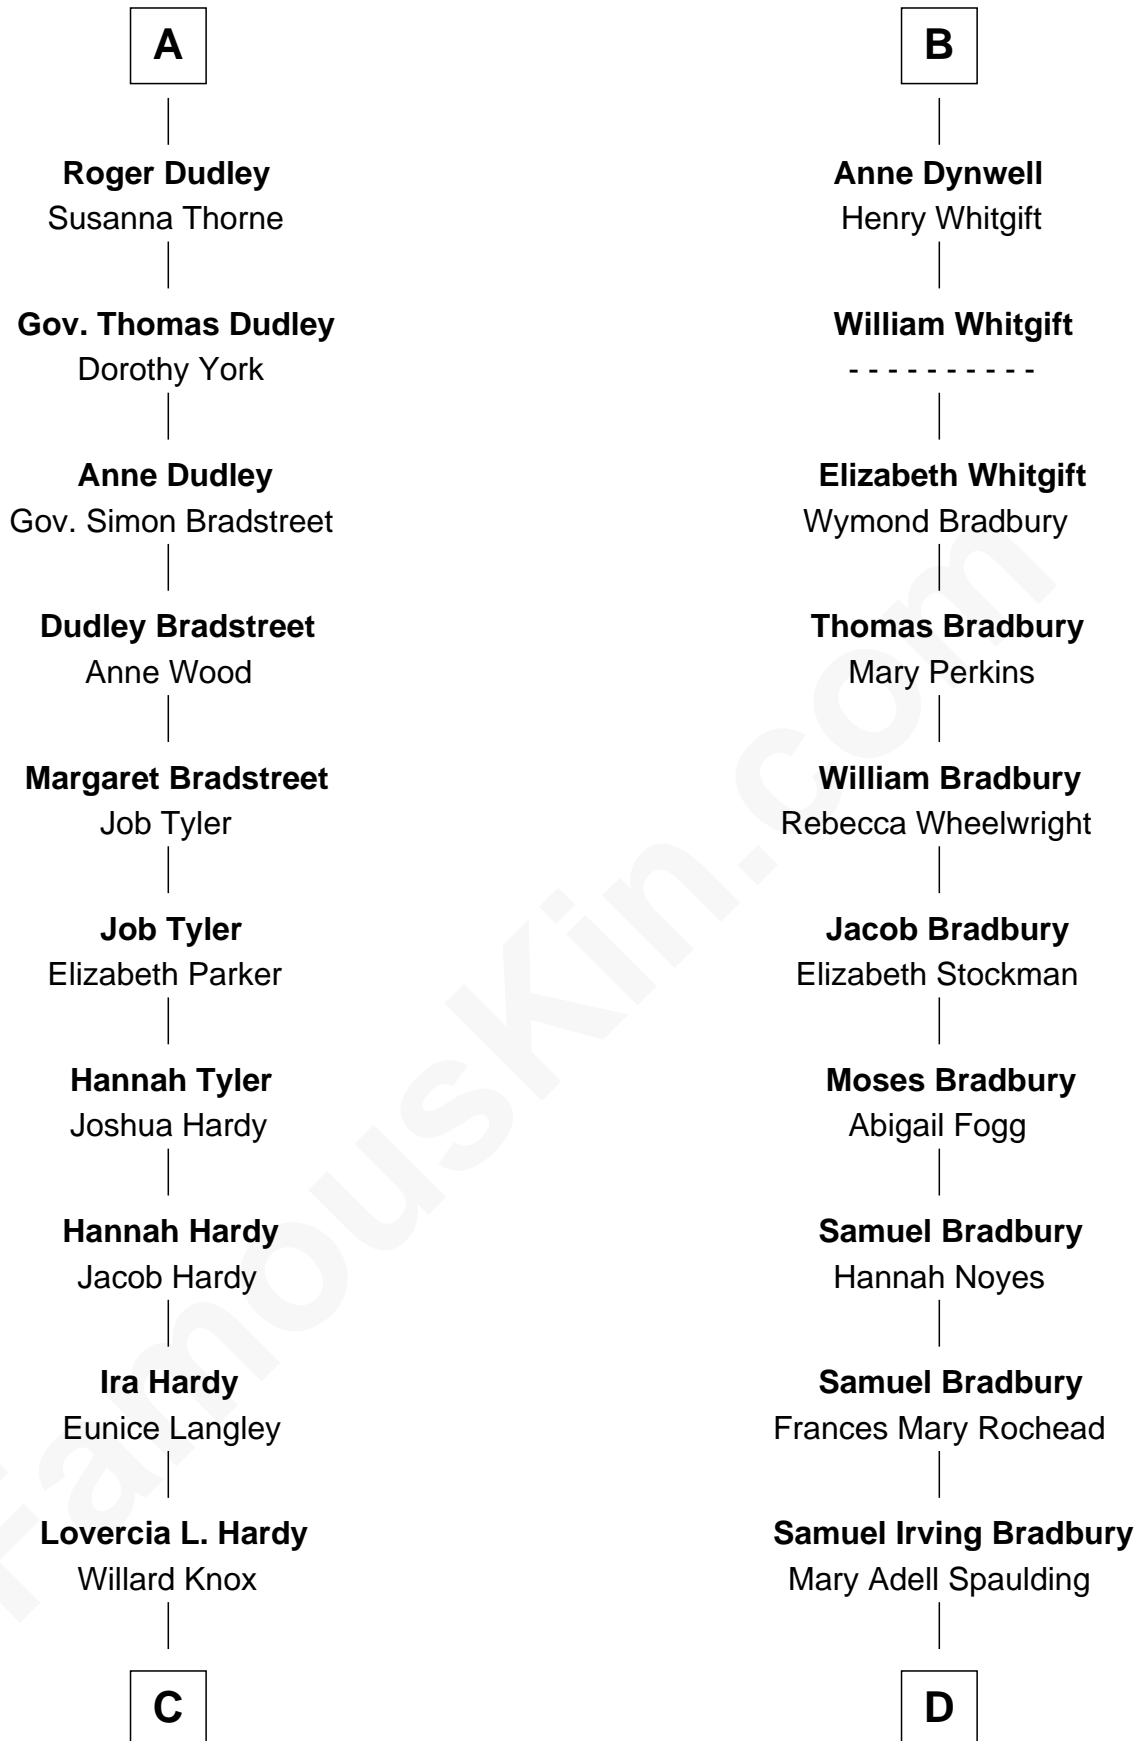 A
Roger Dudley
Susanna Thorne
Gov. Thomas Dudley
Dorothy York
Anne Dudley
Gov. Simon Bradstreet
Dudley Bradstreet
Anne Wood
Margaret Bradstreet
Job Tyler
Job Tyler
Elizabeth Parker
Hannah Tyler
Joshua Hardy
Hannah Hardy
Jacob Hardy
Ira Hardy
Eunice Langley
Lovercia L. Hardy
Willard Knox
C
B
Anne Dynwell
Henry Whitgift
William Whitgift
- - - - - - - - - -
Elizabeth Whitgift
Wymond Bradbury
Thomas Bradbury
Mary Perkins
William Bradbury
Rebecca Wheelwright
Jacob Bradbury
Elizabeth Stockman
Moses Bradbury
Abigail Fogg
Samuel Bradbury
Hannah Noyes
Samuel Bradbury
Frances Mary Rochead
Samuel Irving Bradbury
Mary Adell Spaulding
D
FamousKin.com